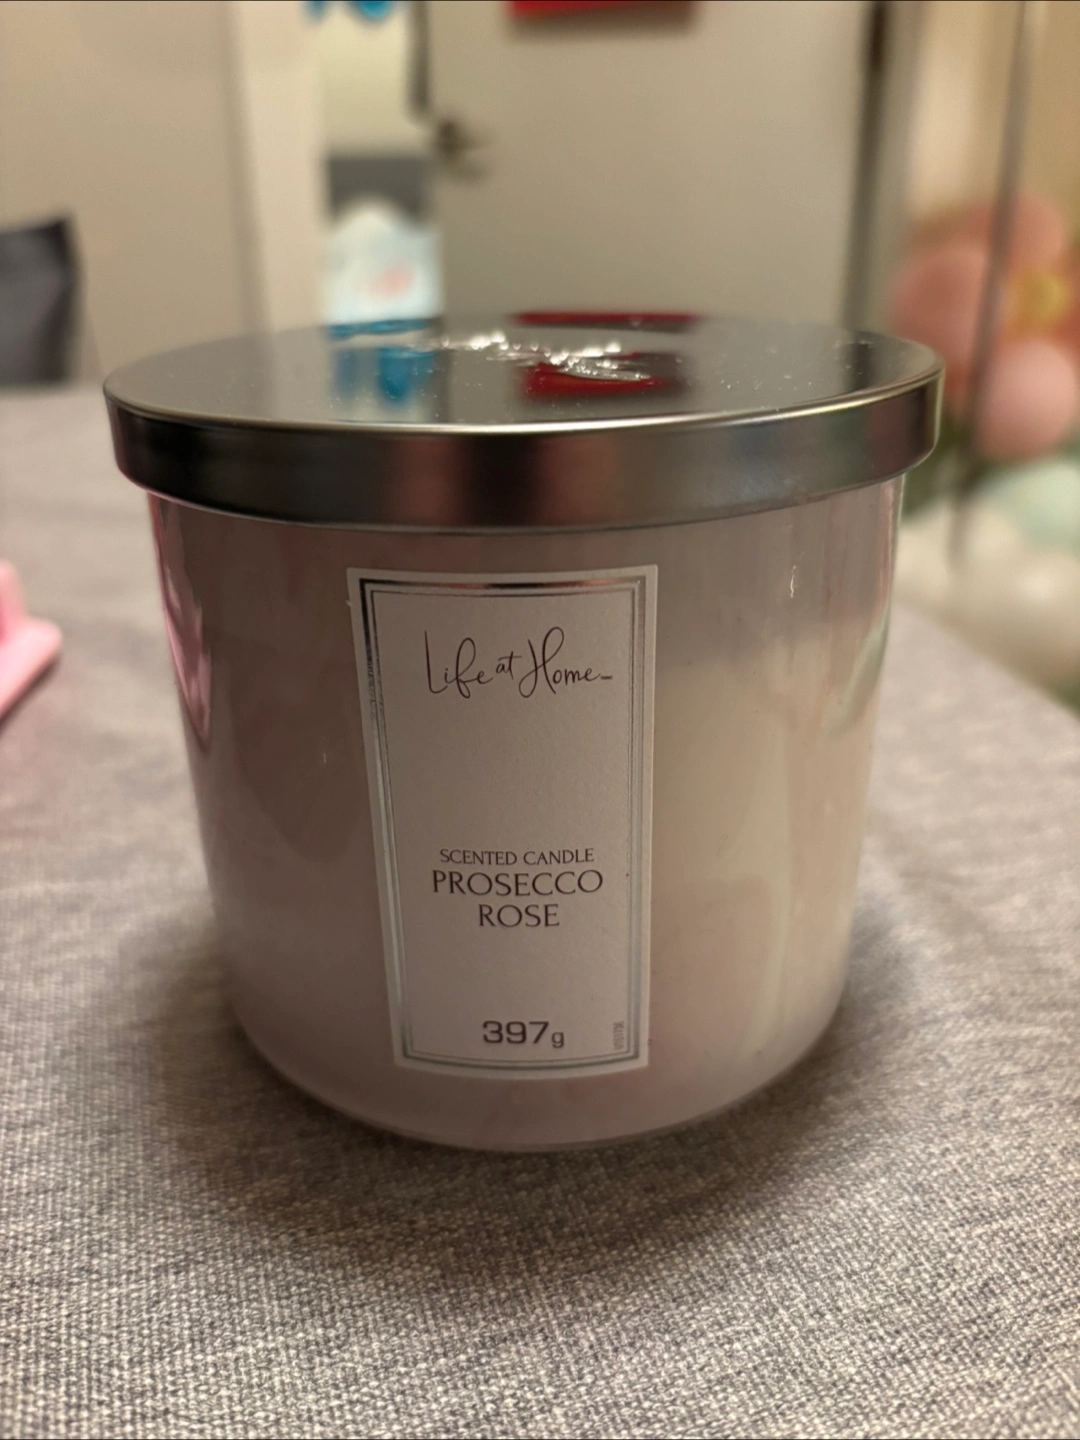 Life at Home
SCENTED CANDLE
PROSECCO
ROSE
397g